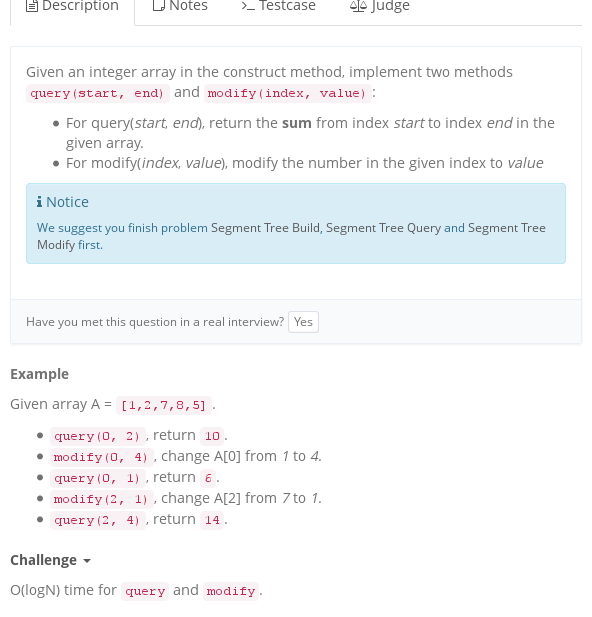 Description Notes Testcase Judge
Given an integer array in the construct method, implement two methods
query(start, end) and modify(index, value):
• For query(start, end), return the sum from index start to index end in the
given array.
• For modify(index, value), modify the number in the given index to value
Notice
We suggest you finish problem Segment Tree Build, Segment Tree Query and Segment Tree
Modify first.
Have you met this question in a real interview? Yes
Example
Given array A = [1,2,7,8,5].
• query(0, 2), return 10.
• modify(0, 4), change A[0] from 1 to 4.
• query(0, 1), return 6.
• modify(2, 1), change A[2] from 7 to 1.
• query(2, 4), return 14.
Challenge
O(logN) time for query and modify.